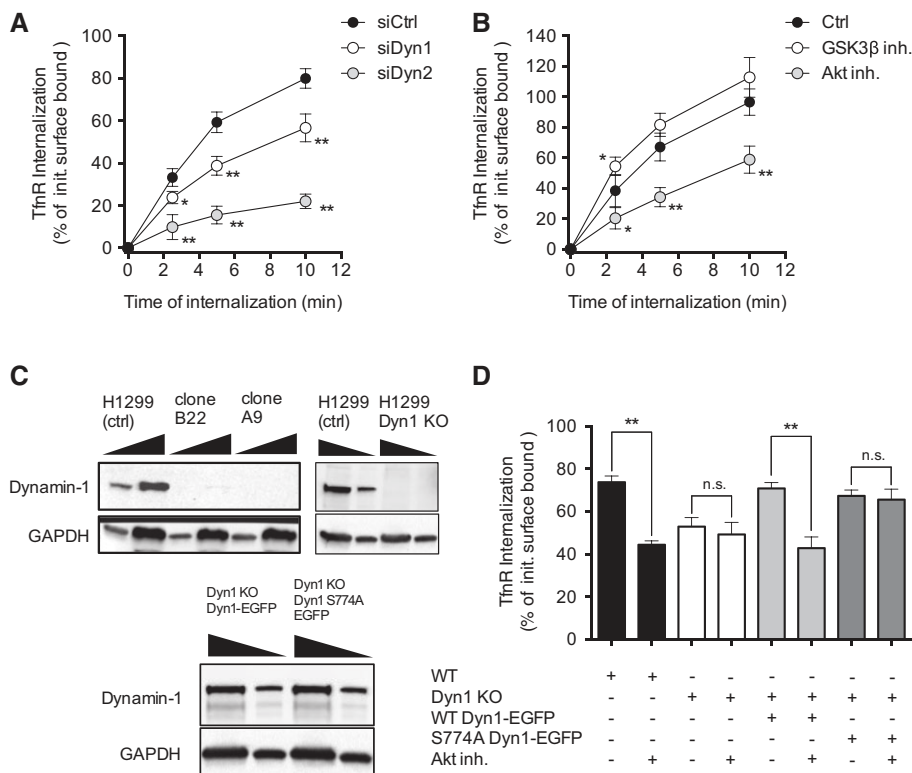 A
siCtrl
siDyn1
siDyn2
TfnR Internalization
(% of init. surface bound )
100
80
60
40
20
0
*
**
**
**
**
**
0 2 4 6 8 10 12
Time of internalization (min)
B
Ctrl
GSK3β inh.
Akt inh.
TfnR Internalization
(% of init. surface bound )
140
120
100
80
60
40
20
0
*
*
**
**
0 2 4 6 8 10 12
Time of internalization (min)
C
H1299
(ctrl)
clone
B22
clone
A9
H1299
(ctrl)
H1299
Dyn1 KO
Dynamin-1
GAPDH
Dyn1 KO
Dyn1-EGFP
Dyn1 KO
Dyn1 S774A
EGFP
Dynamin-1
GAPDH
D
TfnR Internalization
(% of init. surface bound )
100
80
60
40
20
0
**
n.s.
**
n.s.
WT + + - - - - - -
Dyn1 KO - - - - + + + +
WT Dyn1-EGFP - - - - + + - -
S774A Dyn1-EGFP - - - - - - + +
Akt inh. - + - + - + - +